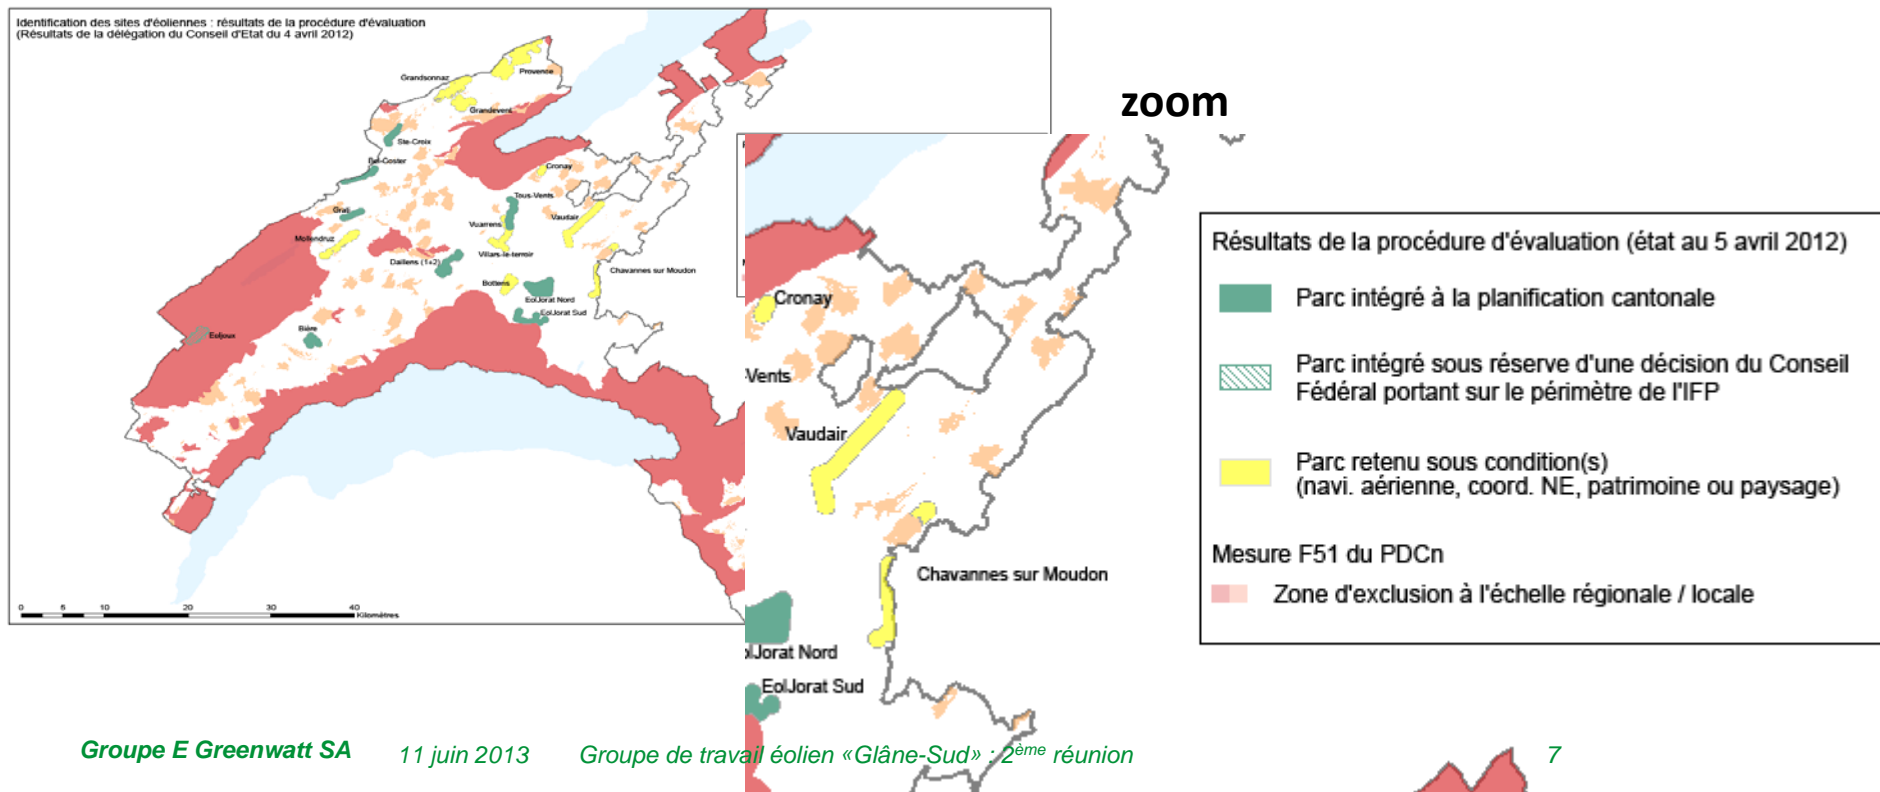 Identification des sites d'éoliennes : résultats de la procédure d'évaluation
(Résultats de la délégation du Conseil d'Etat du 4 avril 2012)
Provence
Grandsonnaz
Grandevent
Ste-Croix
Bel-Coster
Cronay
Tous-Vents
Grati
Vaudair
Vuarrens
Mollendruz
Villars-le-terroir
Daillens (1+2)
Chavannes sur Moudon
Bottens
EolJorat Nord
EolJorat Sud
Bière
Eoljoux
0 5 10 20 30 40
Kilomètres
zoom
Cronay
-Vents
Vaudair
Chavannes sur Moudon
olJorat Nord
EolJorat Sud
Résultats de la procédure d'évaluation (état au 5 avril 2012)
Parc intégré à la planification cantonale
Parc intégré sous réserve d'une décision du Conseil
Fédéral portant sur le périmètre de l'IFP
Parc retenu sous condition(s)
(navi. aérienne, coord. NE, patrimoine ou paysage)
Mesure F51 du PDCn
Zone d'exclusion à l'échelle régionale / locale
Groupe E Greenwatt SA 11 juin 2013 Groupe de travail éolien «Glâne-Sud» : 2ème réunion 7